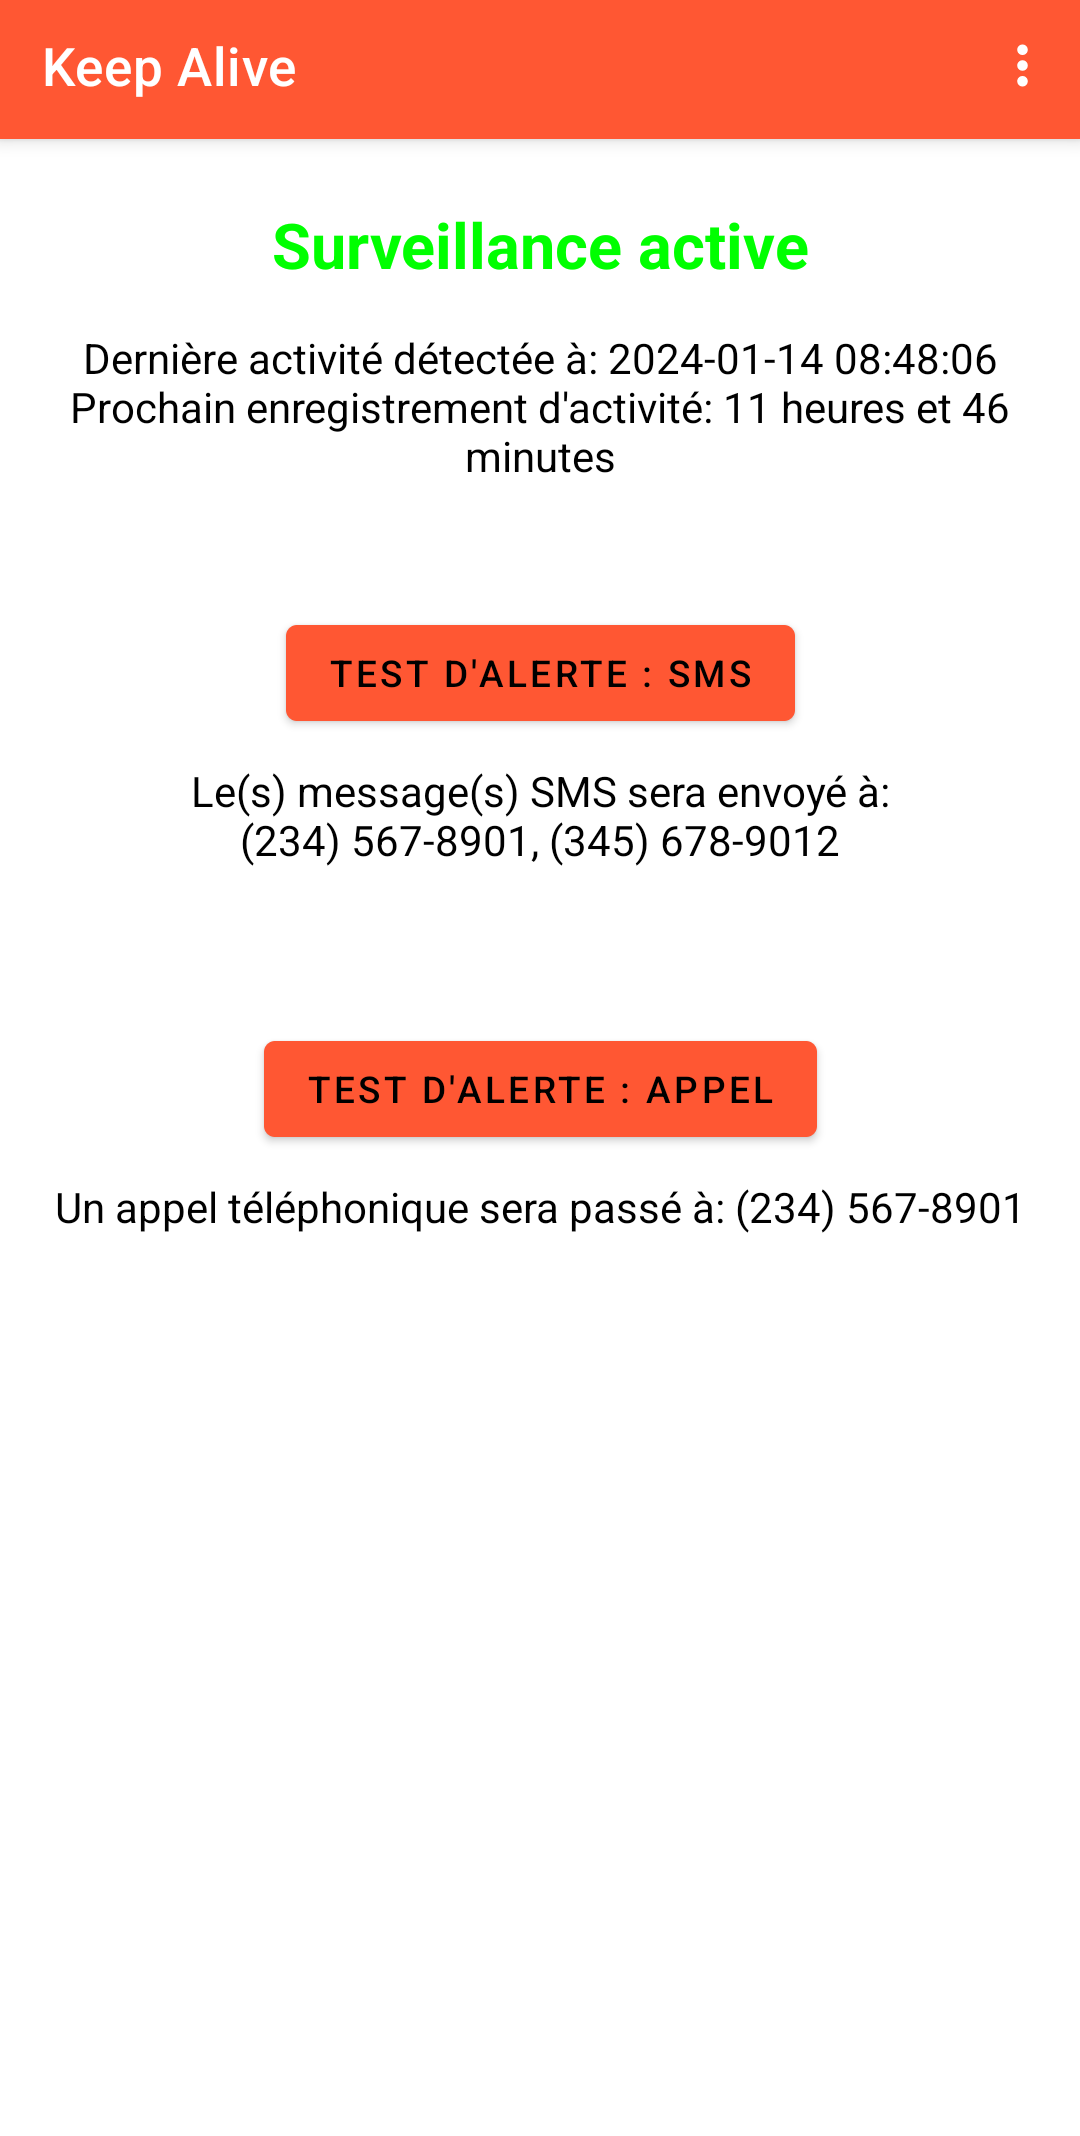 Keep Alive
Surveillance active
Dernière activité détectée à: 2024-01-14 08:48:06
Prochain enregistrement d'activité: 11 heures et 46
minutes
TEST D'ALERTE : SMS
Le(s) message(s) SMS sera envoyé à:
(234) 567-8901, (345) 678-9012
TEST D'ALERTE : APPEL
Un appel téléphonique sera passé à: (234) 567-8901